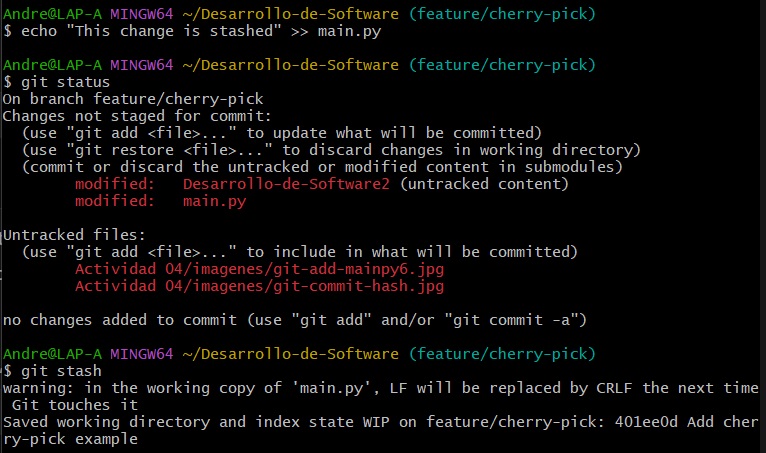 Andre@LAP-A MINGW64 ~/Desarrollo-de-Software (feature/cherry-pick)
$ echo "This change is stashed" >> main.py
Andre@LAP-A MINGW64 ~/Desarrollo-de-Software (feature/cherry-pick)
$ git status
On branch feature/cherry-pick
Changes not staged for commit:
  (use "git add <file>..." to update what will be committed)
  (use "git restore <file>..." to discard changes in working directory)
  (commit or discard the untracked or modified content in submodules)
        modified:   Desarrollo-de-Software2 (untracked content)
        modified:   main.py
Untracked files:
  (use "git add <file>..." to include in what will be committed)
        Actividad 04/imagenes/git-add-mainpy6.jpg
        Actividad 04/imagenes/git-commit-hash.jpg
no changes added to commit (use "git add" and/or "git commit -a")
Andre@LAP-A MINGW64 ~/Desarrollo-de-Software (feature/cherry-pick)
$ git stash
warning: in the working copy of 'main.py', LF will be replaced by CRLF the next time
 Git touches it
Saved working directory and index state WIP on feature/cherry-pick: 401ee0d Add cher
ry-pick example